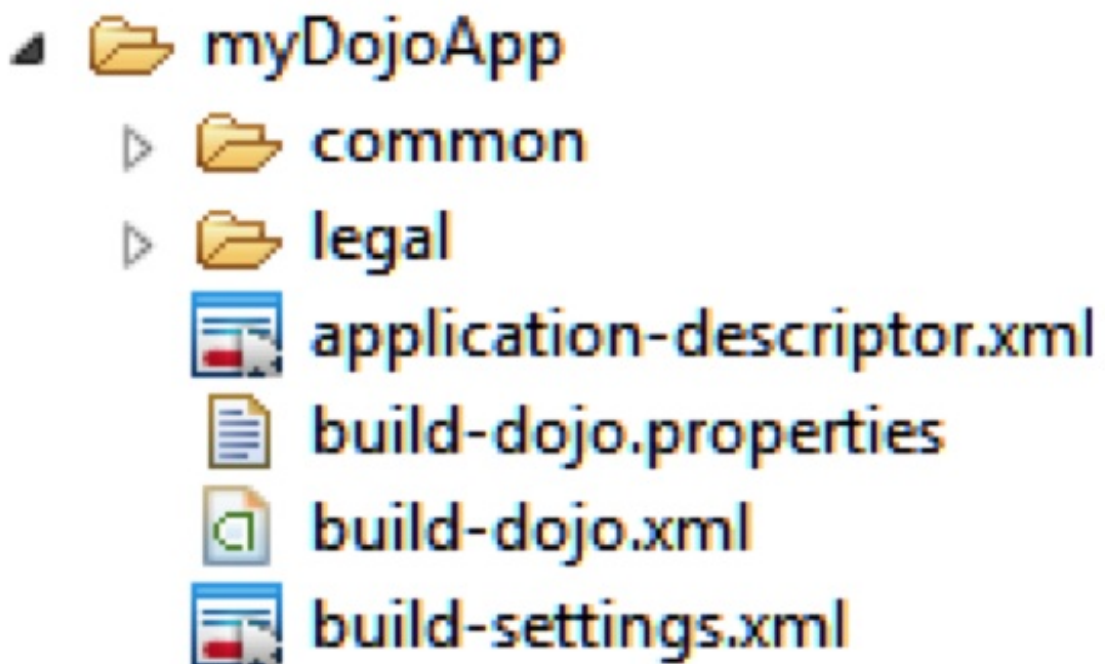 myDojoApp
common
legal
application-descriptor.xml
build-dojo.properties
build-dojo.xml
build-settings.xml